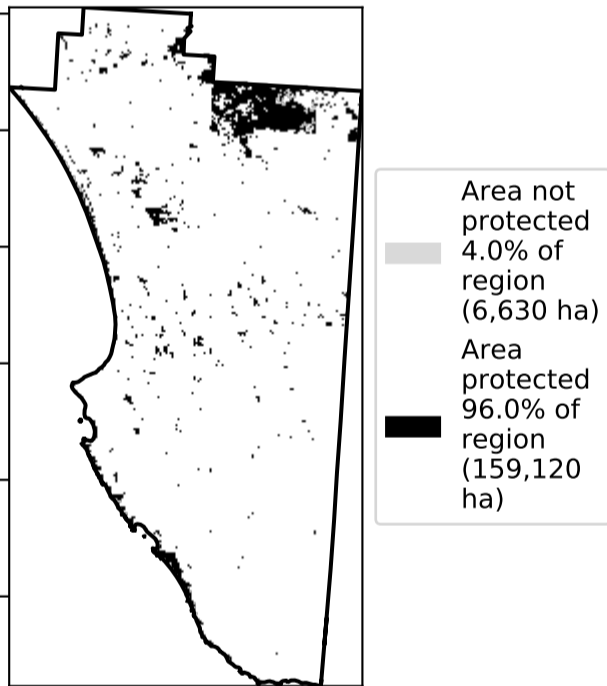 Area not
protected
4.0% of
region
(6,630 ha)
Area
protected
96.0% of
region
(159,120
ha)